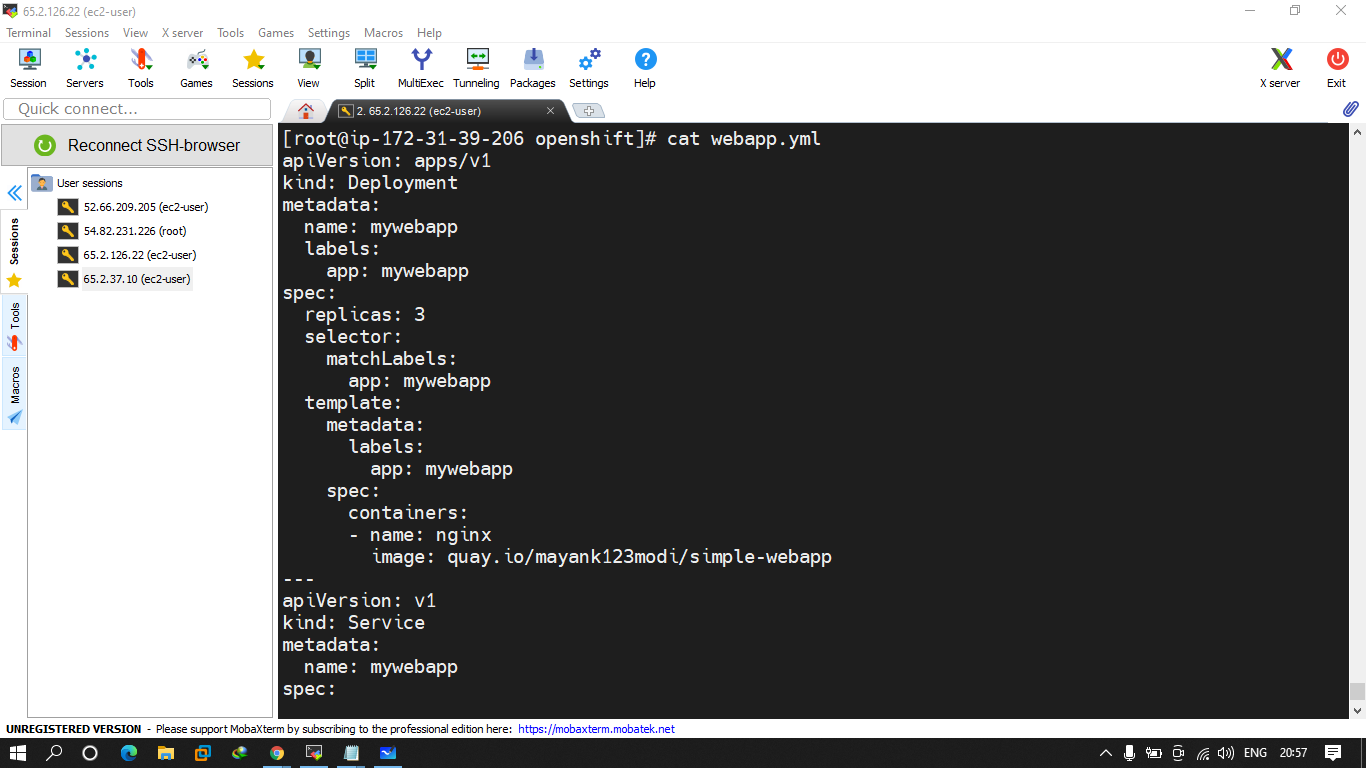 65.2.126.22 (ec2-user)
Terminal Sessions View X server Tools Games Settings Macros Help
Session Servers Tools Games Sessions View Split MultiExec Tunneling Packages Settings Help X server Exit
Quick connect...
2. 65.2.126.22 (ec2-user)
Reconnect SSH-browser
User sessions
52.66.209.205 (ec2-user)
54.82.231.226 (root)
65.2.126.22 (ec2-user)
65.2.37.10 (ec2-user)
Sessions
Tools
Macros
[root@ip-172-31-39-206 openshift]# cat webapp.yml
apiVersion: apps/v1
kind: Deployment
metadata:
  name: mywebapp
  labels:
    app: mywebapp
spec:
  replicas: 3
  selector:
    matchLabels:
      app: mywebapp
  template:
    metadata:
      labels:
        app: mywebapp
    spec:
      containers:
      - name: nginx
        image: quay.io/mayank123modi/simple-webapp
---
apiVersion: v1
kind: Service
metadata:
  name: mywebapp
spec:
UNREGISTERED VERSION - Please support MobaXterm by subscribing to the professional edition here: https://mobaxterm.mobatek.net
ENG 20:57